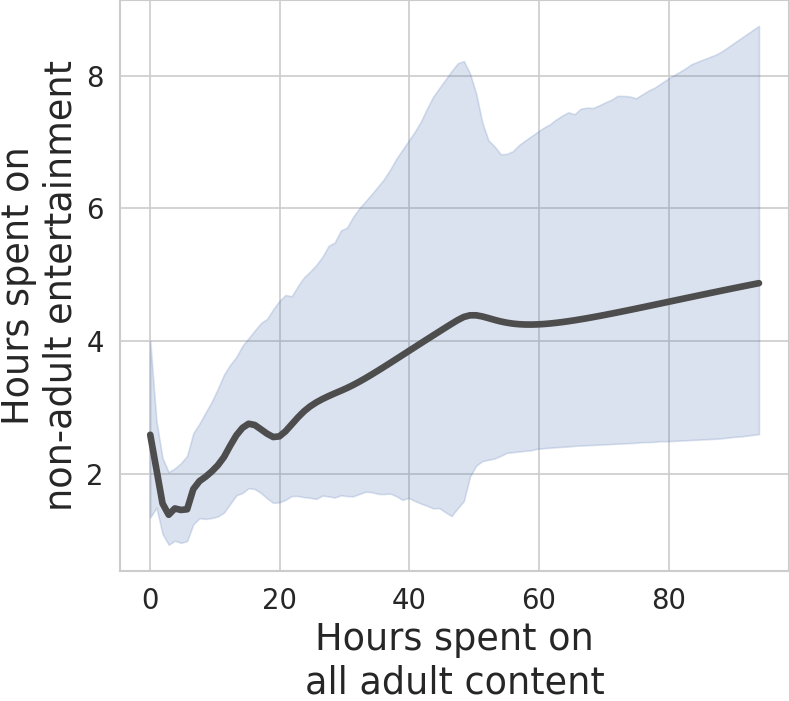 Hours spent on
non-adult entertainment
8
6
4
2
0 20 40 60 80
Hours spent on
all adult content